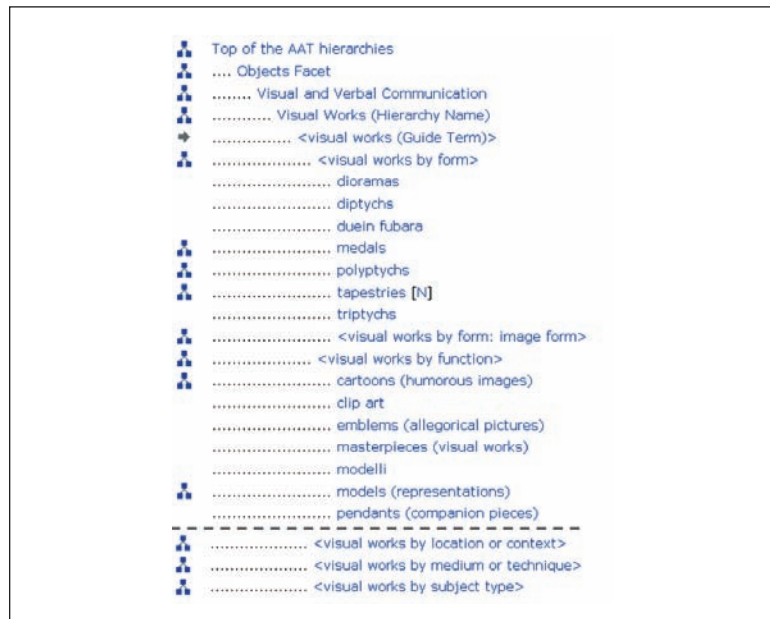 Top of the AAT hierarchies
.... Objects Facet
........ Visual and Verbal Communication
............ Visual Works (Hierarchy Name)
................ <visual works (Guide Term)>
.................... <visual works by form>
........................ dioramas
........................ diptychs
........................ duein fubara
........................ medals
........................ polyptychs
........................ tapestries [N]
........................ triptychs
........................ <visual works by form: image form>
.................... <visual works by function>
........................ cartoons (humorous images)
........................ clip art
........................ emblems (allegorical pictures)
........................ masterpieces (visual works)
........................ modelli
........................ models (representations)
........................ pendants (companion pieces)
.................... <visual works by location or context>
.................... <visual works by medium or technique>
.................... <visual works by subject type>